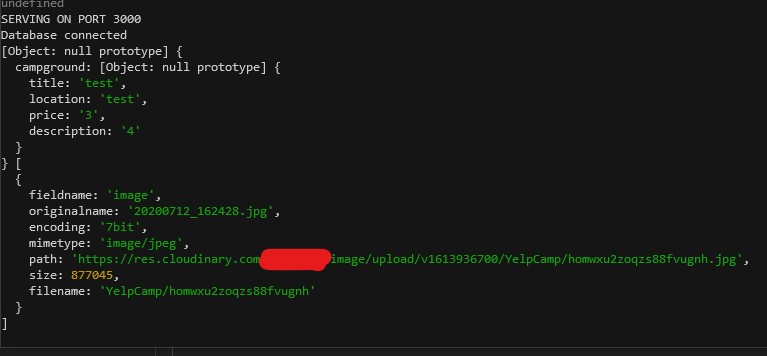 undefined
SERVING ON PORT 3000
Database connected
[Object: null prototype] {
  campground: [Object: null prototype] {
    title: 'test',
    location: 'test',
    price: '3',
    description: '4'
  }
} [
  {
    fieldname: 'image',
    originalname: '20200712_162428.jpg',
    encoding: '7bit',
    mimetype: 'image/jpeg',
    path: 'https://res.cloudinary.com image/upload/v1613936700/YelpCamp/homwxu2zoqzs88fvugnh.jpg',
    size: 877045,
    filename: 'YelpCamp/homwxu2zoqzs88fvugnh'
  }
]